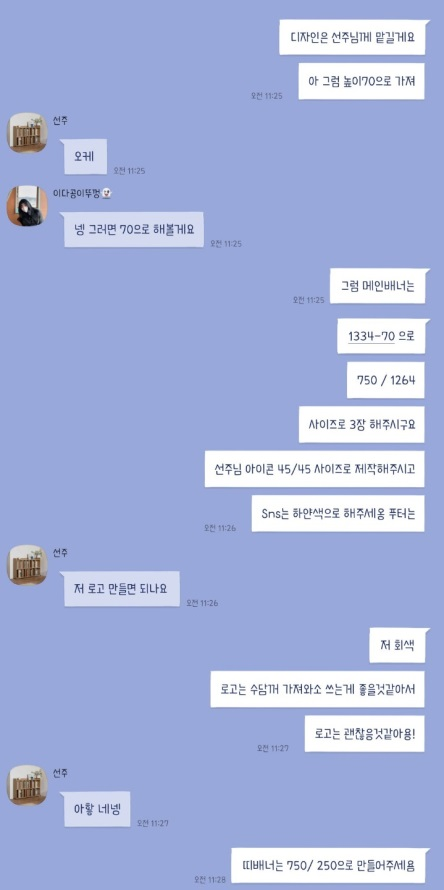 디자인은 선주님께 맡길게요
아 그럼 높이70으로 가져
오전 11:25
선주
오케
오전 11:25
이다곰이뚜껑
넹 그러면 70으로 해볼게요
오전 11:25
그럼 메인배너는
오전 11:25
1334-70 으로
750 / 1264
사이즈로 3장 해주시구요
선주님 아이콘 45/45 사이즈로 제작해주시고
Sns는 하얀색으로 해주세옹 푸터는
오전 11:26
선주
저 로고 만들면 되나요
오전 11:26
저 회색
로고는 수담꺼 가져와소 쓰는게 좋을것같아서
로고는 괜찮응것같아용!
오전 11:27
선주
아핳 네넹
오전 11:27
띠배너는 750/ 250으로 만들어주세욤
오전 11:28